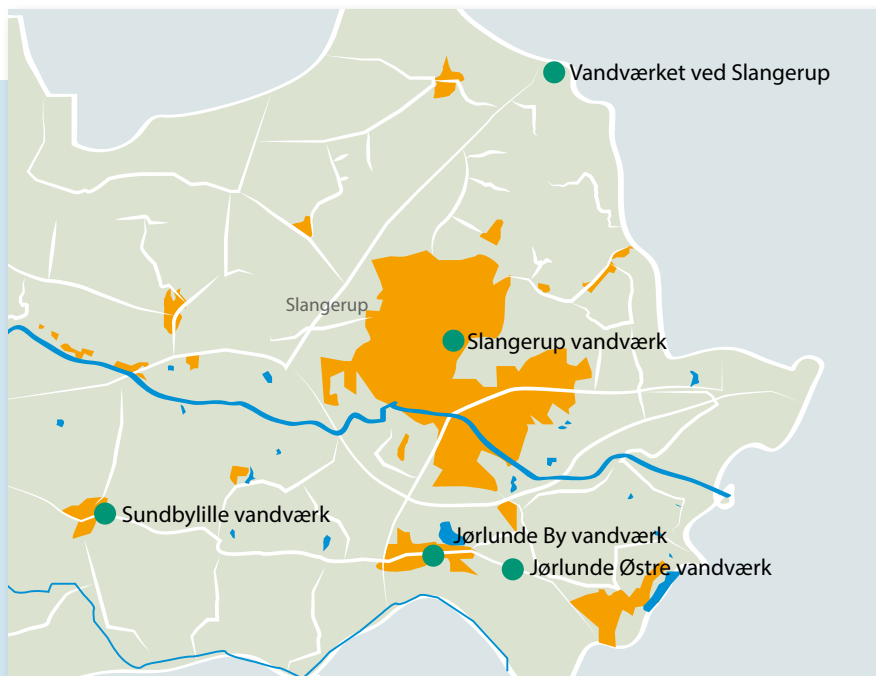 Vandværket ved Slangerup
Slangerup
Slangerup vandværk
Sundbylille vandværk
Jørlunde By vandværk
Jørlunde Østre vandværk